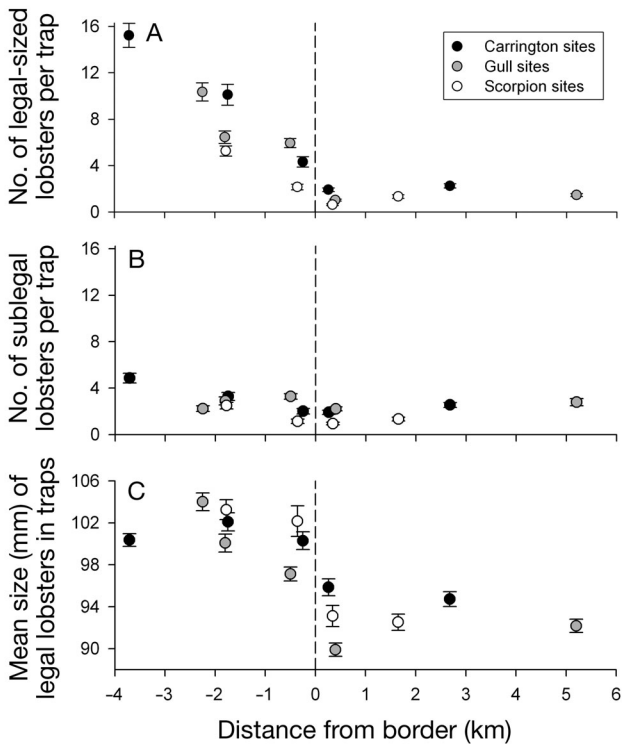 No. of legal-sized
lobsters per trap
16
12
8
4
0
A
Carrington sites
Gull sites
Scorpion sites
No. of sublegal
lobsters per trap
16
12
8
4
0
B
Mean size (mm) of
legal lobsters in traps
106
102
98
94
90
C
−4 −3 −2 −1 0 1 2 3 4 5 6
Distance from border (km)